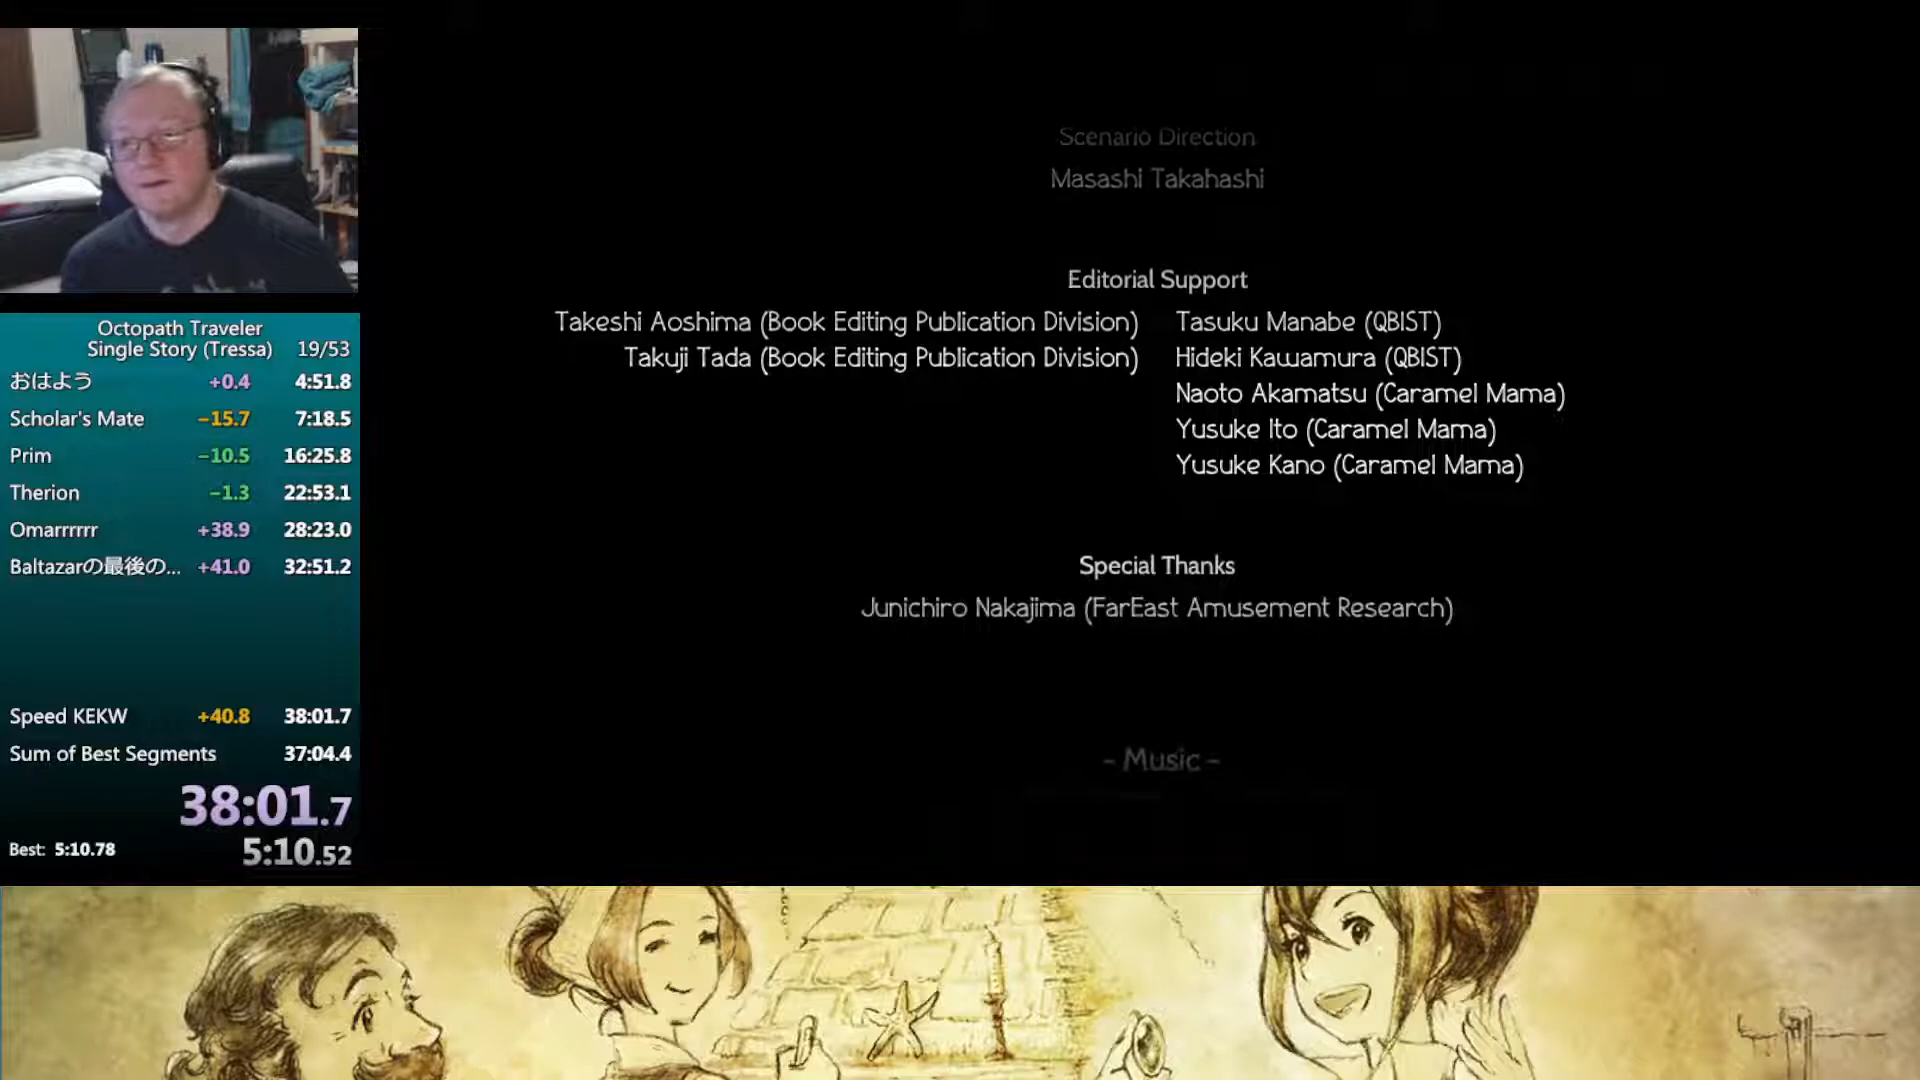 Octopath Traveler
Single Story (Tressa) 19/53
おはよう +0.4 4:51.8
Scholar's Mate −15.7 7:18.5
Prim −10.5 16:25.8
Therion −1.3 22:53.1
Omarrrrrr +38.9 28:23.0
Baltazarの最後の... +41.0 32:51.2
Speed KEKW +40.8 38:01.7
Sum of Best Segments 37:04.4
38:01.7
Best: 5:10.78 5:10.52
Scenario Direction
Masashi Takahashi
Editorial Support
Takeshi Aoshima (Book Editing Publication Division) Tasuku Manabe (QBIST)
Takuji Tada (Book Editing Publication Division) Hideki Kawamura (QBIST)
Naoto Akamatsu (Caramel Mama)
Yusuke Ito (Caramel Mama)
Yusuke Kano (Caramel Mama)
Special Thanks
Junichiro Nakajima (FarEast Amusement Research)
- Music -